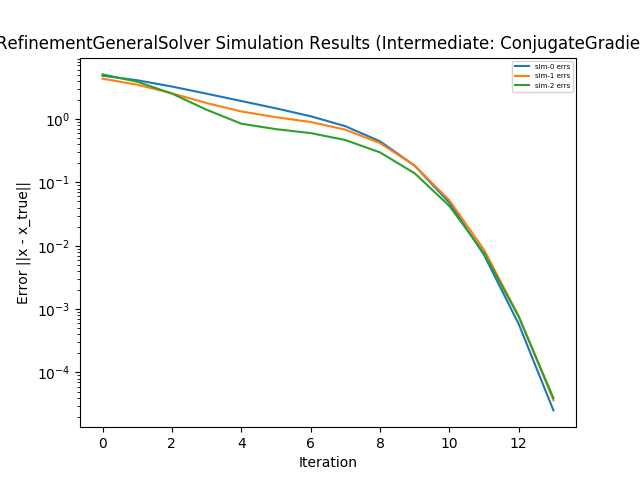 RefinementGeneralSolver Simulation Results (Intermediate: ConjugateGradie
sim-0 errs
sim-1 errs
sim-2 errs
Error ||x - x_true||
10^0
10^-1
10^-2
10^-3
10^-4
0 2 4 6 8 10 12
Iteration